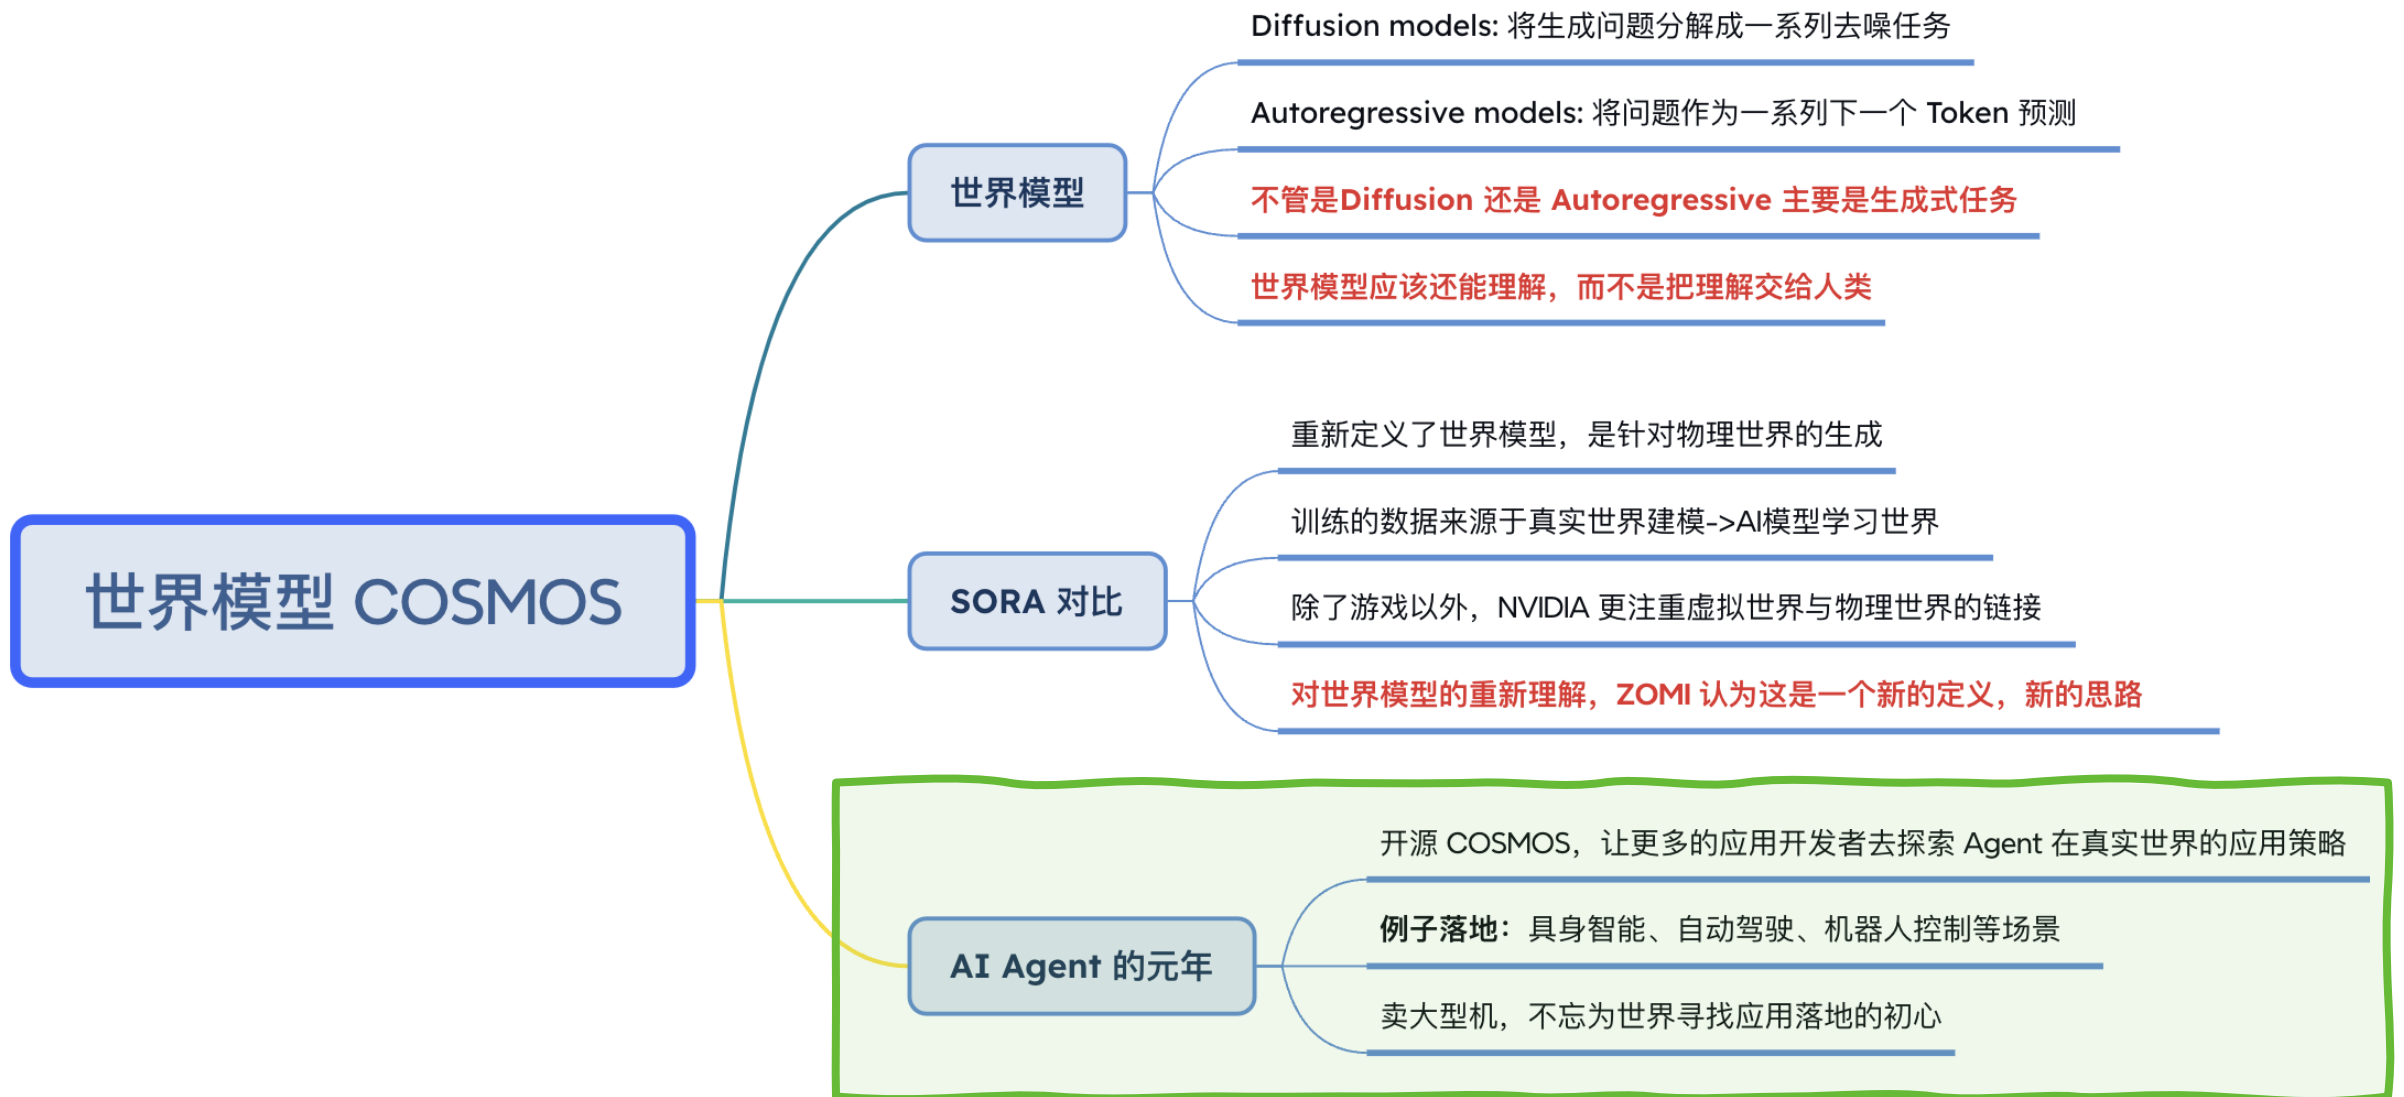 世界模型 COSMOS
世界模型
Diffusion models: 将生成问题分解成一系列去噪任务
Autoregressive models: 将问题作为一系列下一个 Token 预测
不管是Diffusion 还是 Autoregressive 主要是生成式任务
世界模型应该还能理解，而不是把理解交给人类
SORA 对比
重新定义了世界模型，是针对物理世界的生成
训练的数据来源于真实世界建模->AI模型学习世界
除了游戏以外，NVIDIA 更注重虚拟世界与物理世界的链接
对世界模型的重新理解，ZOMI 认为这是一个新的定义，新的思路
AI Agent 的元年
开源 COSMOS，让更多的应用开发者去探索 Agent 在真实世界的应用策略
例子落地：具身智能、自动驾驶、机器人控制等场景
卖大型机，不忘为世界寻找应用落地的初心